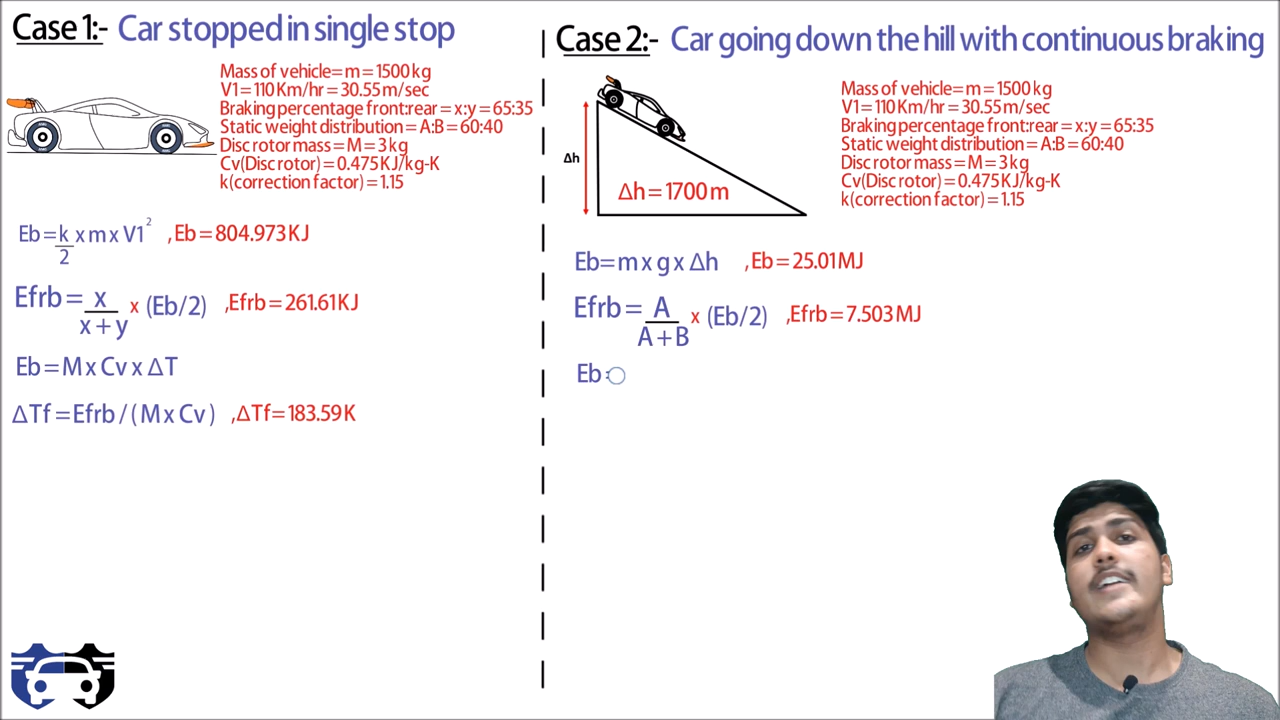 Case 1:- Car stopped in single stop
Mass of vehicle= m = 1500 kg
V1 = 110 Km/hr = 30.55 m/sec
Braking percentage front:rear = x:y = 65:35
Static weight distribution = A:B = 60:40
Disc rotor mass = M = 3 kg
Cv(Disc rotor) = 0.475 KJ/kg-K
k(correction factor) = 1.15
Eb = k/2 x m x V1² , Eb = 804.973 KJ
Efrb = x/x + y x (Eb/2) ,Efrb = 261.61 KJ
Eb = M x Cv x ΔT
ΔTf = Efrb / ( M x Cv ) ,ΔTf = 183.59 K
Case 2:- Car going down the hill with continuous braking
Δh
Δh = 1700 m
Mass of vehicle= m = 1500 kg
V1 = 110 Km/hr = 30.55 m/sec
Braking percentage front:rear = x:y = 65:35
Static weight distribution = A:B = 60:40
Disc rotor mass = M = 3 kg
Cv(Disc rotor) = 0.475 KJ/kg-K
k(correction factor) = 1.15
Eb= m x g x Δh , Eb = 25.01 MJ
Efrb = A/A + B x (Eb/2) ,Efrb = 7.503 MJ
Eb =